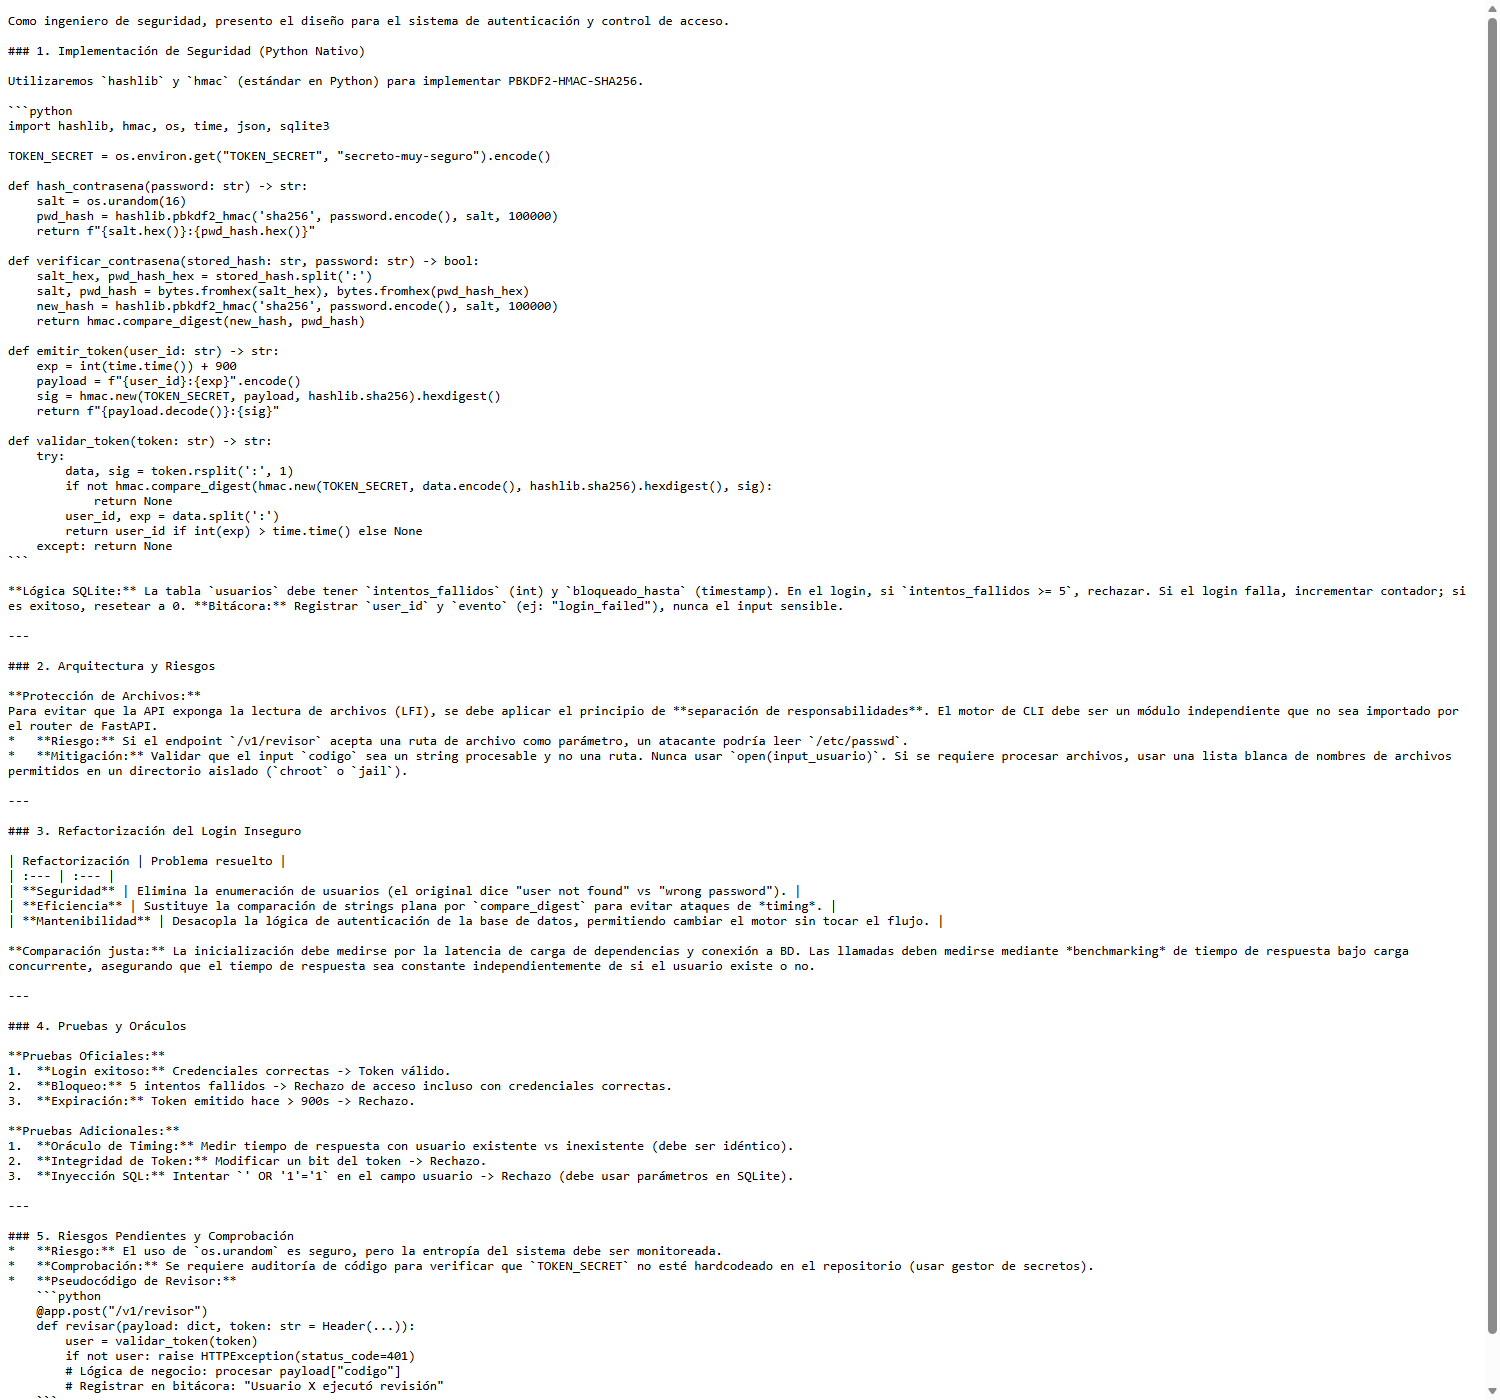 Como ingeniero de seguridad, presento el diseño para el sistema de autenticación y control de acceso.

### 1. Implementación de Seguridad (Python Nativo)

Utilizaremos `hashlib` y `hmac` (estándar en Python) para implementar PBKDF2-HMAC-SHA256.

```python
import hashlib, hmac, os, time, json, sqlite3

TOKEN_SECRET = os.environ.get("TOKEN_SECRET", "secreto-muy-seguro").encode()

def hash_contrasena(password: str) -> str:
    salt = os.urandom(16)
    pwd_hash = hashlib.pbkdf2_hmac('sha256', password.encode(), salt, 100000)
    return f"{salt.hex()}:{pwd_hash.hex()}"

def verificar_contrasena(stored_hash: str, password: str) -> bool:
    salt_hex, pwd_hash_hex = stored_hash.split(':')
    salt, pwd_hash = bytes.fromhex(salt_hex), bytes.fromhex(pwd_hash_hex)
    new_hash = hashlib.pbkdf2_hmac('sha256', password.encode(), salt, 100000)
    return hmac.compare_digest(new_hash, pwd_hash)

def emitir_token(user_id: str) -> str:
    exp = int(time.time()) + 900
    payload = f"{user_id}:{exp}".encode()
    sig = hmac.new(TOKEN_SECRET, payload, hashlib.sha256).hexdigest()
    return f"{payload.decode()}:{sig}"

def validar_token(token: str) -> str:
    try:
        data, sig = token.rsplit(':', 1)
        if not hmac.compare_digest(hmac.new(TOKEN_SECRET, data.encode(), hashlib.sha256).hexdigest(), sig):
            return None
        user_id, exp = data.split(':')
        return user_id if int(exp) > time.time() else None
    except: return None
```

**Lógica SQLite:** La tabla `usuarios` debe tener `intentos_fallidos` (int) y `bloqueado_hasta` (timestamp). En el login, si `intentos_fallidos >= 5`, rechazar. Si el login falla, incrementar contador; si
es exitoso, resetear a 0. **Bitácora:** Registrar `user_id` y `evento` (ej: "login_failed"), nunca el input sensible.

---

### 2. Arquitectura y Riesgos

**Protección de Archivos:**
Para evitar que la API exponga la lectura de archivos (LFI), se debe aplicar el principio de **separación de responsabilidades**. El motor de CLI debe ser un módulo independiente que no sea importado por
el router de FastAPI.
*   **Riesgo:** Si el endpoint `/v1/revisor` acepta una ruta de archivo como parámetro, un atacante podría leer `/etc/passwd`.
*   **Mitigación:** Validar que el input `codigo` sea un string procesable y no una ruta. Nunca usar `open(input_usuario)`. Si se requiere procesar archivos, usar una lista blanca de nombres de archivos
permitidos en un directorio aislado (`chroot` o `jail`).

---

### 3. Refactorización del Login Inseguro

| Refactorización | Problema resuelto |
| :--- | :--- |
| **Seguridad** | Elimina la enumeración de usuarios (el original dice "user not found" vs "wrong password"). |
| **Eficiencia** | Sustituye la comparación de strings plana por `compare_digest` para evitar ataques de *timing*. |
| **Mantenibilidad** | Desacopla la lógica de autenticación de la base de datos, permitiendo cambiar el motor sin tocar el flujo. |

**Comparación justa:** La inicialización debe medirse por la latencia de carga de dependencias y conexión a BD. Las llamadas deben medirse mediante *benchmarking* de tiempo de respuesta bajo carga
concurrente, asegurando que el tiempo de respuesta sea constante independientemente de si el usuario existe o no.

---

### 4. Pruebas y Oráculos

**Pruebas Oficiales:**
1.  **Login exitoso:** Credenciales correctas -> Token válido.
2.  **Bloqueo:** 5 intentos fallidos -> Rechazo de acceso incluso con credenciales correctas.
3.  **Expiración:** Token emitido hace > 900s -> Rechazo.

**Pruebas Adicionales:**
1.  **Oráculo de Timing:** Medir tiempo de respuesta con usuario existente vs inexistente (debe ser idéntico).
2.  **Integridad de Token:** Modificar un bit del token -> Rechazo.
3.  **Inyección SQL:** Intentar `' OR '1'='1` en el campo usuario -> Rechazo (debe usar parámetros en SQLite).

---

### 5. Riesgos Pendientes y Comprobación
*   **Riesgo:** El uso de `os.urandom` es seguro, pero la entropía del sistema debe ser monitoreada.
*   **Comprobación:** Se requiere auditoría de código para verificar que `TOKEN_SECRET` no esté hardcodeado en el repositorio (usar gestor de secretos).
*   **Pseudocódigo de Revisor:**
    ```python
    @app.post("/v1/revisor")
    def revisar(payload: dict, token: str = Header(...)):
        user = validar_token(token)
        if not user: raise HTTPException(status_code=401)
        # Lógica de negocio: procesar payload["codigo"]
        # Registrar en bitácora: "Usuario X ejecutó revisión"
    ```